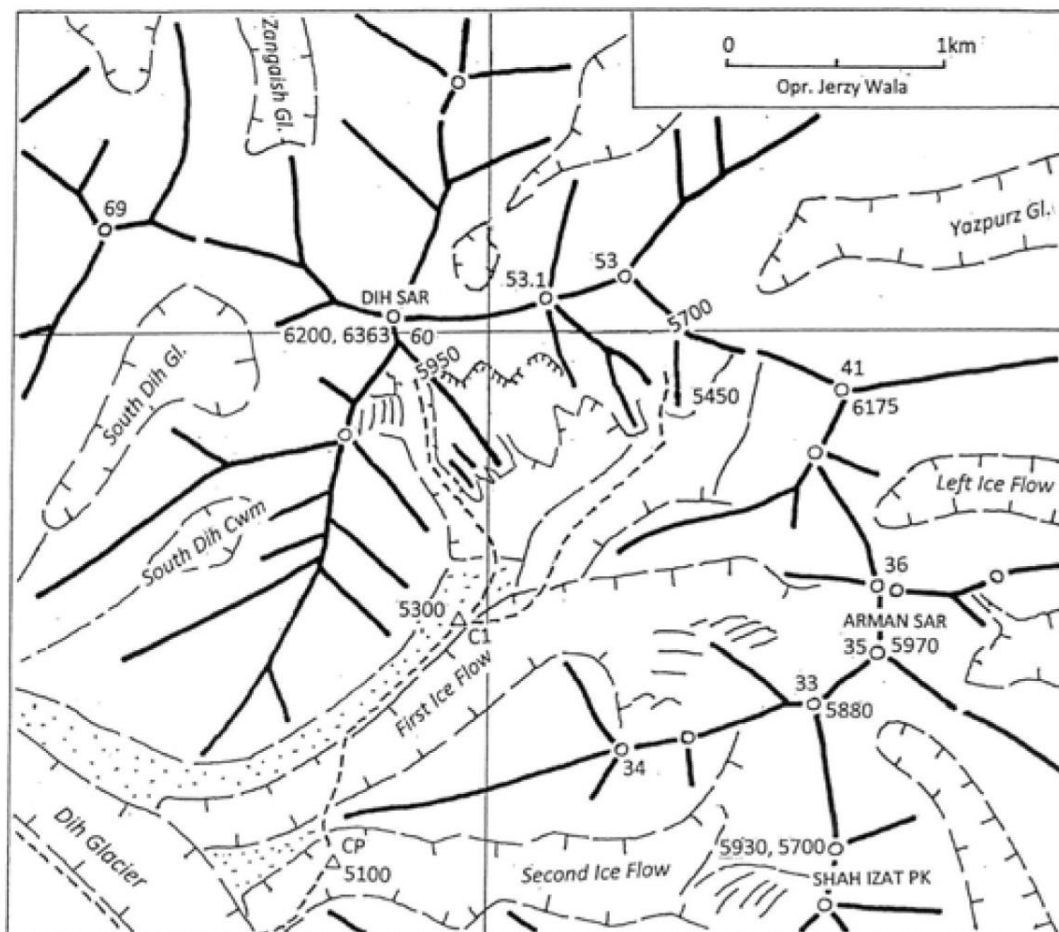 Zangaish Gl.
0 1km
Opr. Jerzy Wala
69
Yazpurz Gl.
53
53.1
DIH SAR
6200, 6363 60
5700
5950
41
6175
5450
South Dih Gl.
Left Ice Flow
South Dih Cwm
36
5300
C1
ARMAN SAR
35 5970
First Ice Flow
33
5880
34
Dih Glacier
CP
5100
5930, 5700
Second Ice Flow
SHAH IZAT PK